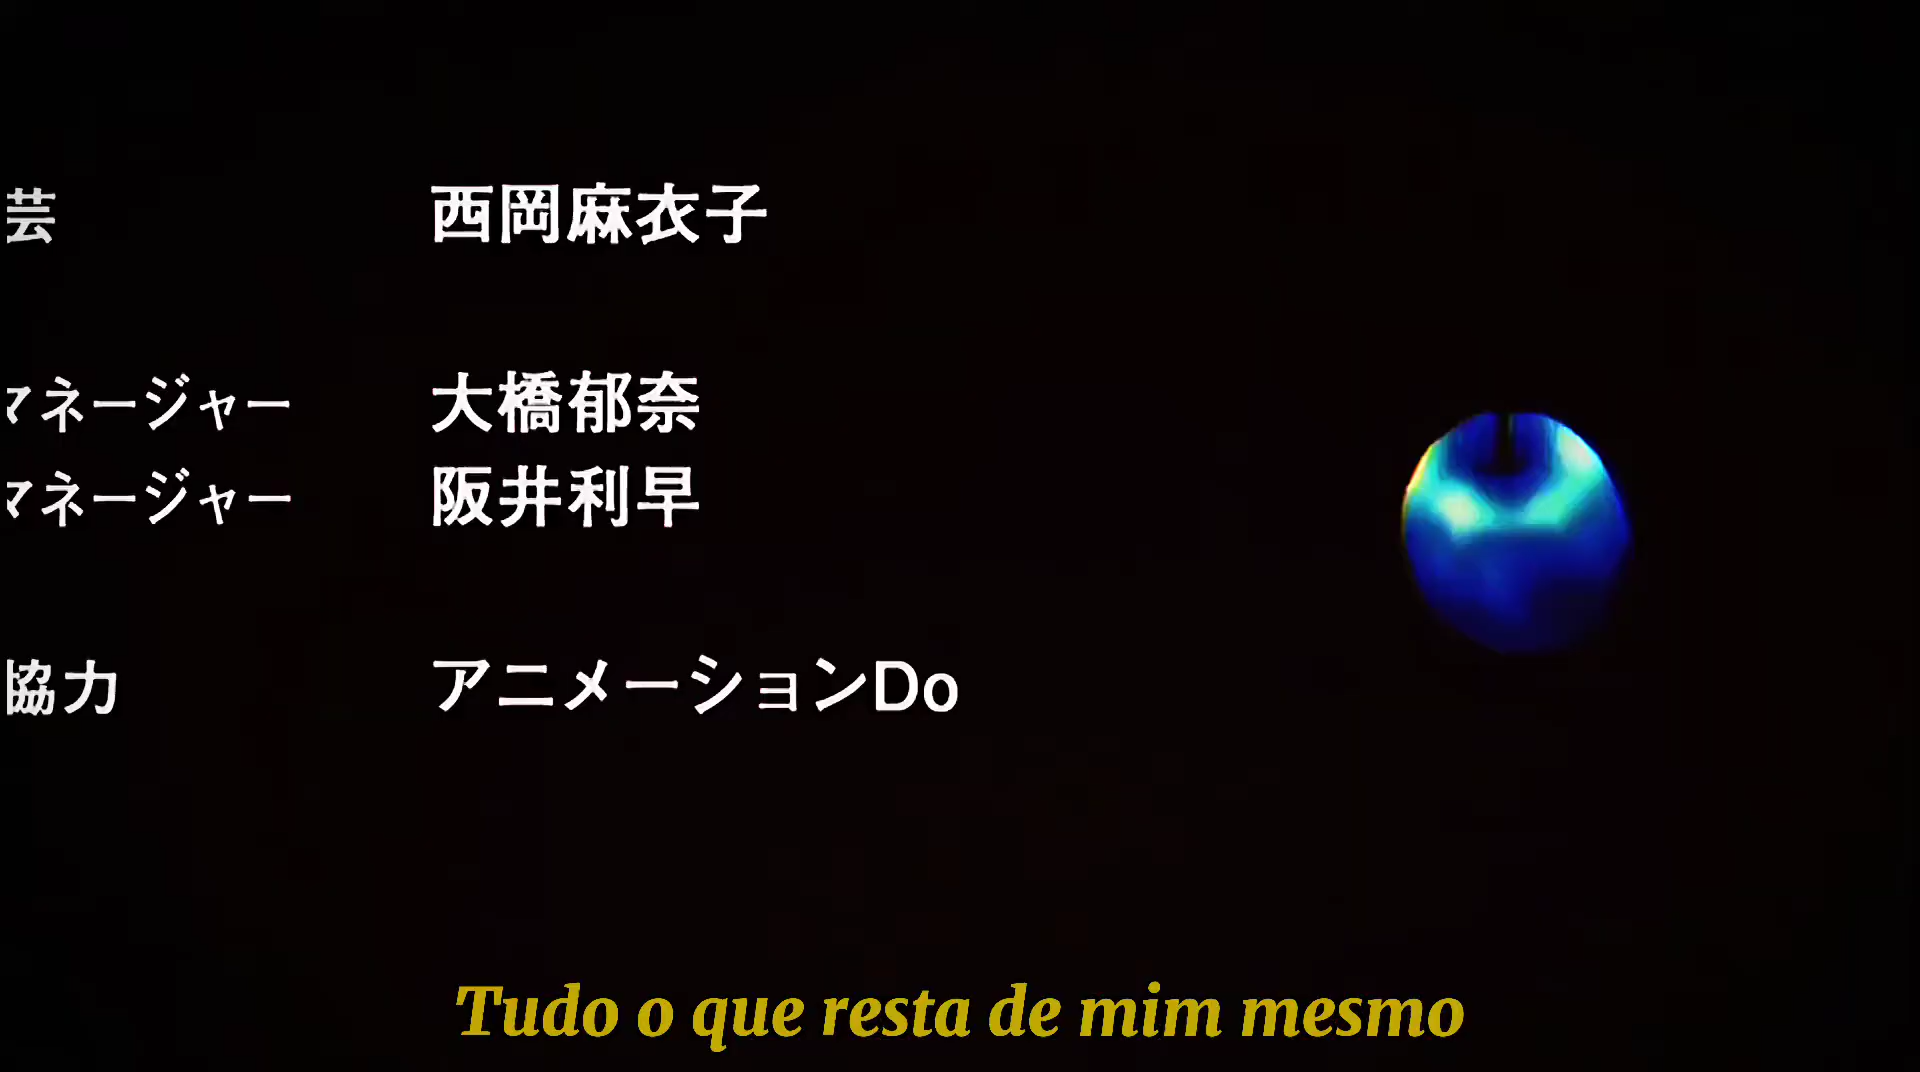 芸 西岡麻衣子
マネージャー 大橋郁奈
マネージャー 阪井利早
協力 アニメーションDo
Tudo o que resta de mim mesmo